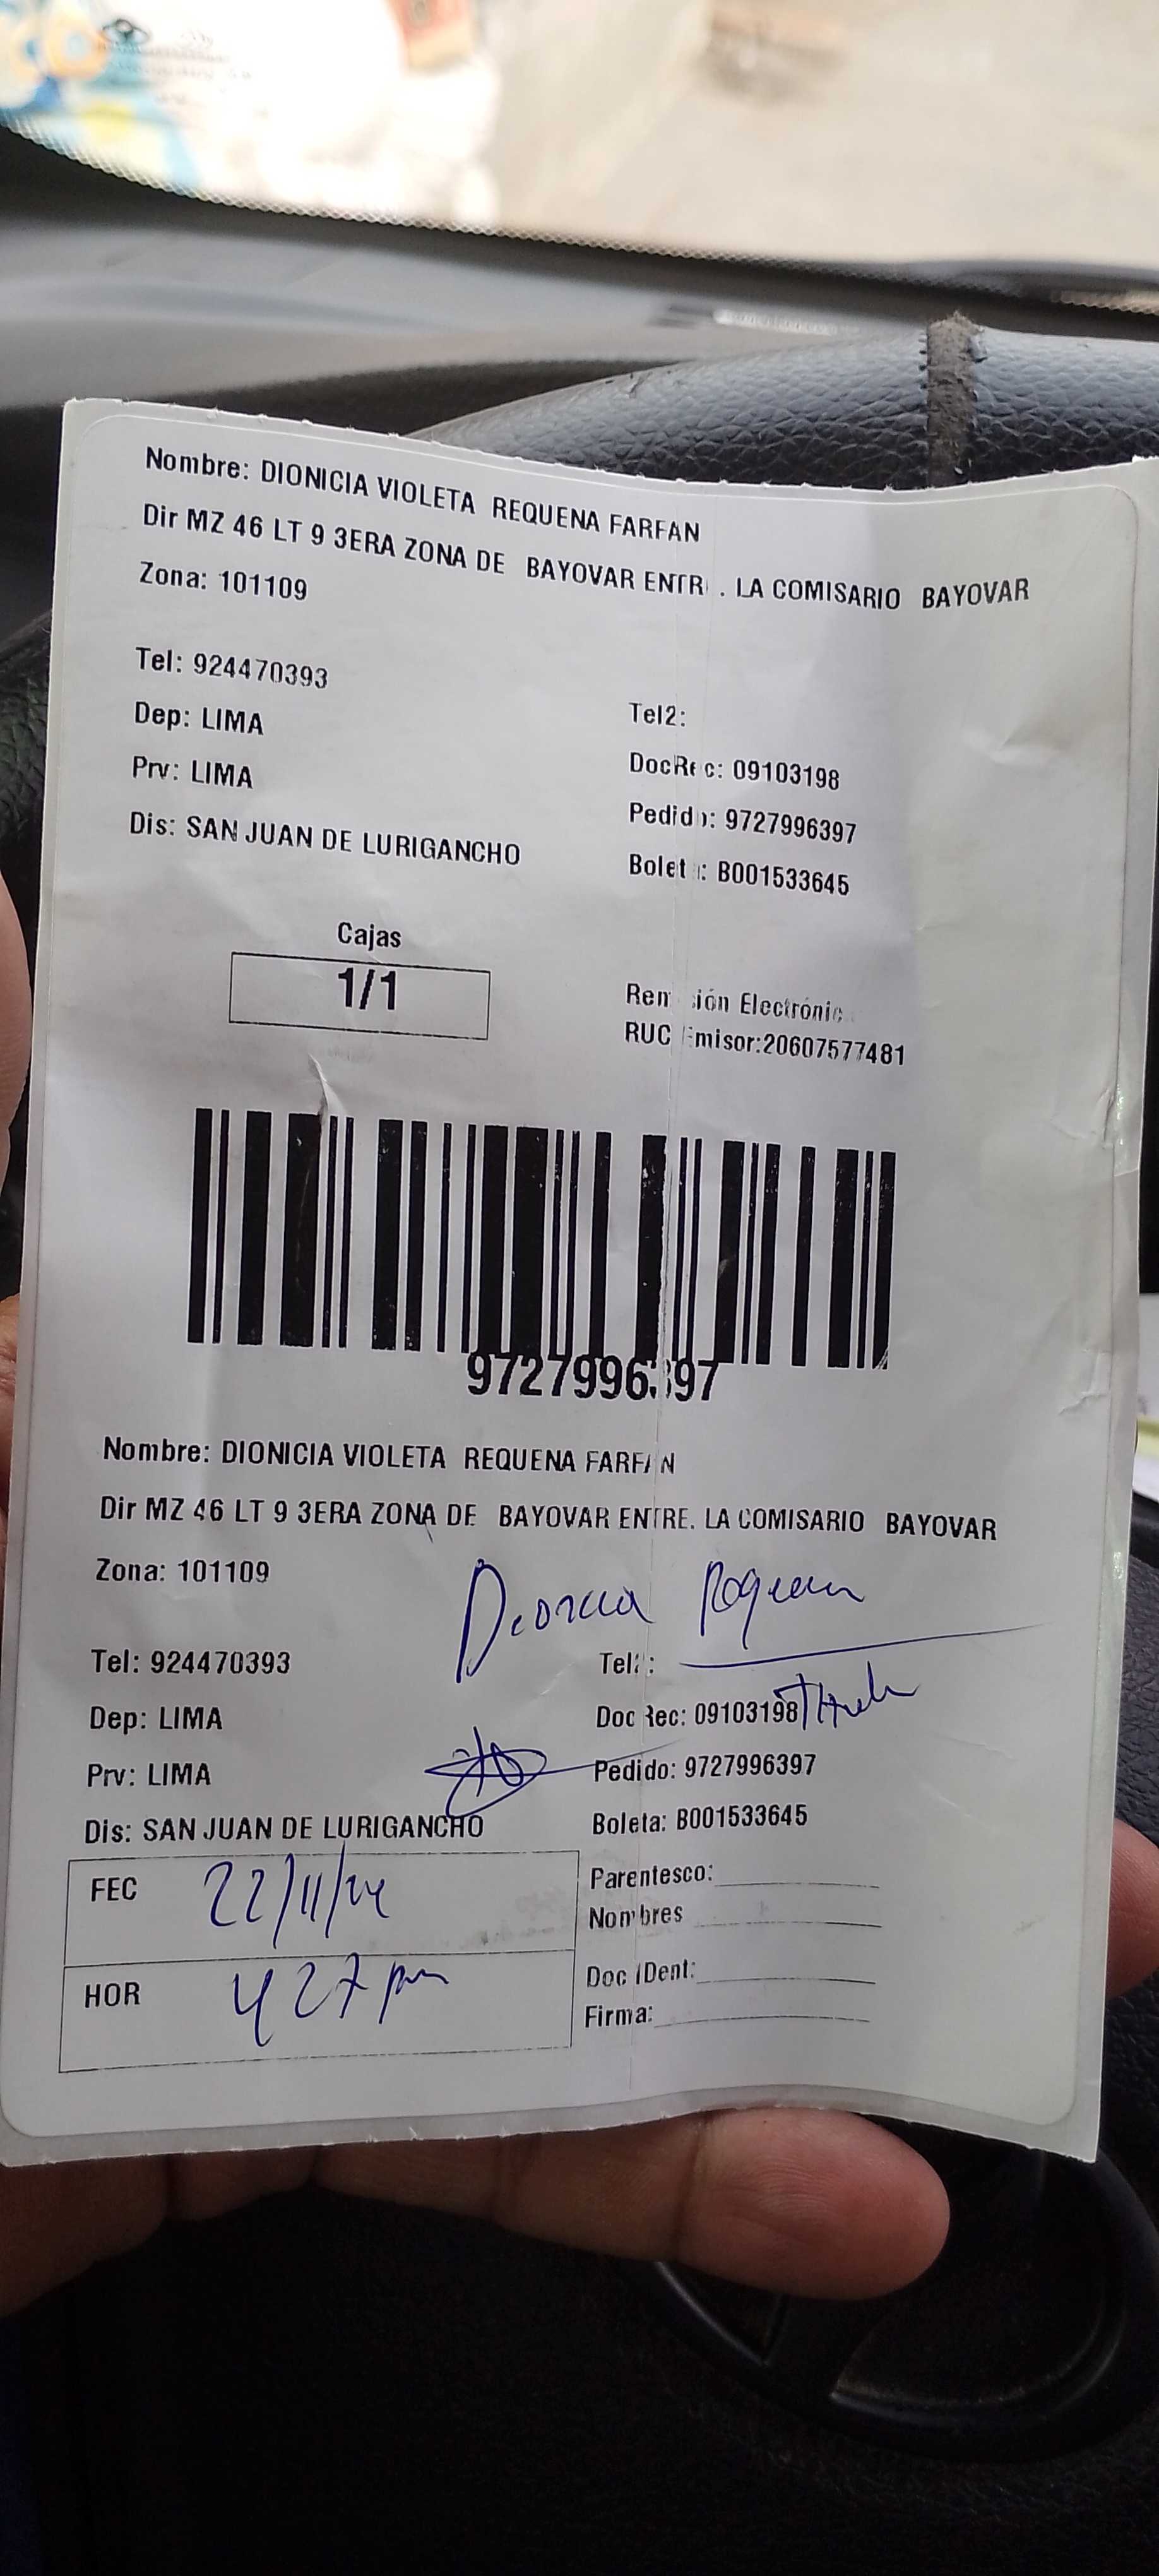 Nombre: DIONICIA VIOLETA REQUENA FARFAN
Dir MZ 46 LT 9 3ERA ZONA DE BAYOVAR ENTR . LA COMISARIO BAYOVAR
Zona: 101109
Tel: 924470393
Tel2:
Dep: LIMA
DocRec: 09103198
Prv: LIMA
Pedido: 9727996397
Dis: SAN JUAN DE LURIGANCHO
Boleta: B001533645
Cajas
1/1
Remisión Electrónic
RUC Emisor:20607577481
9727996397
Nombre: DIONICIA VIOLETA REQUENA FARFAN
Dir MZ 46 LT 9 3ERA ZONA DE BAYOVAR ENTRE. LA COMISARIO BAYOVAR
Zona: 101109
Tel: 924470393
Tel2:
Dep: LIMA
Doc Rec: 09103198
Prv: LIMA
Pedido: 9727996397
Dis: SAN JUAN DE LURIGANCHO
Boleta: B001533645
FEC 22/11/24
Parentesco:
Nombres
HOR 4 27 pm
Doc IDent:
Firma: